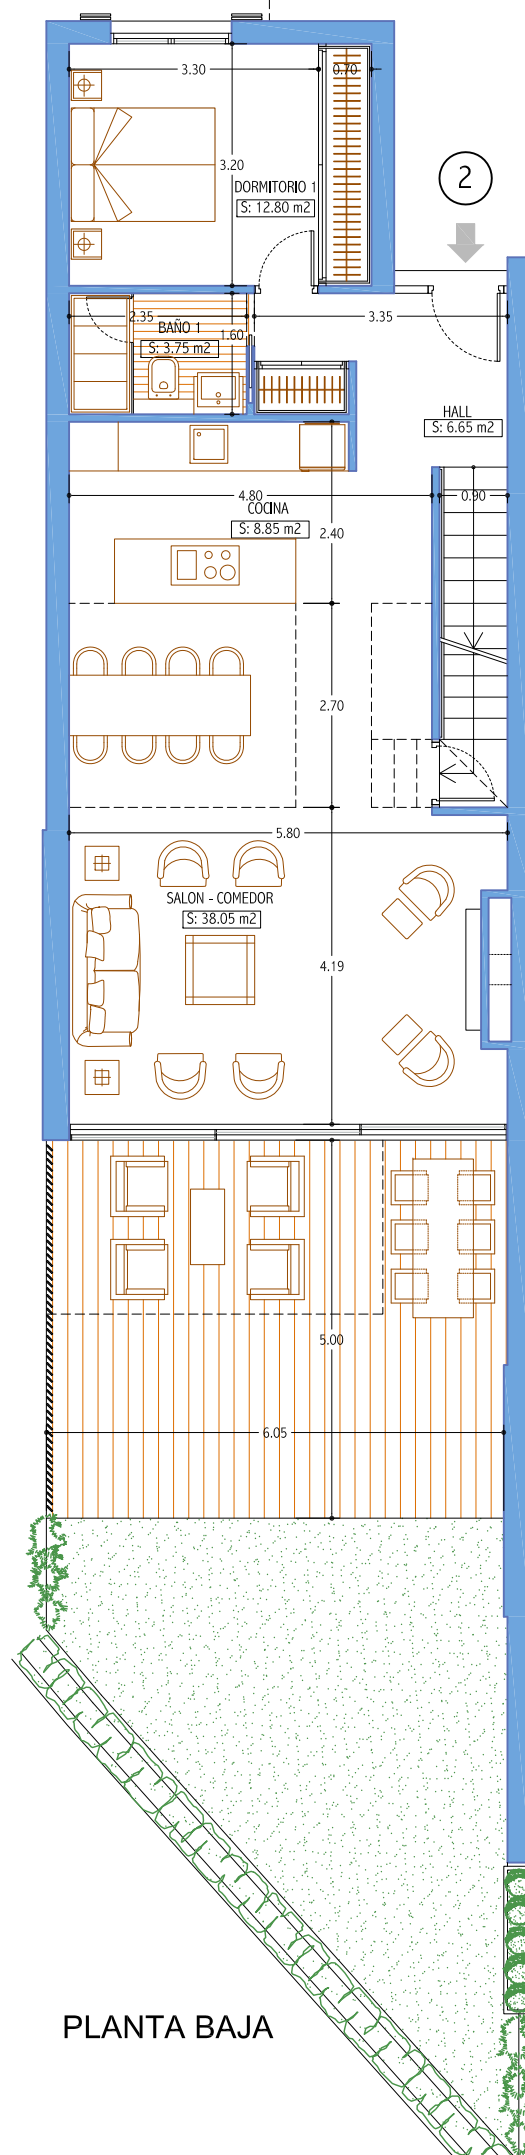 3.30
0.70
3.20
2
DORMITORIO 1
S: 12.80 m2
2.35
3.35
BAÑO 1
1.60
S: 3.75 m2
HALL
S: 6.65 m2
4.80
0.90
COCINA
S: 8.85 m2
2.40
2.70
5.80
SALON - COMEDOR
S: 38.05 m2
4.19
5.00
6.05
PLANTA BAJA